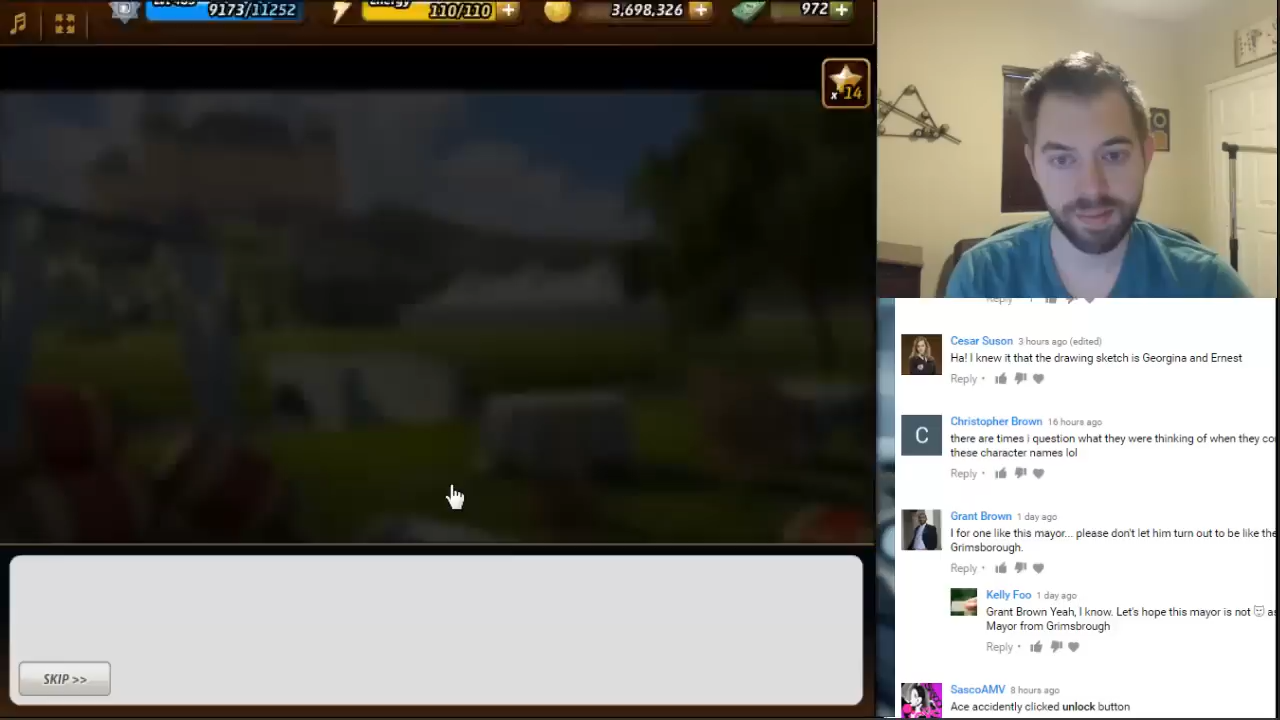 9173/11252
Energy
110/110
3,698,326
972
x 14
SKIP >>
Reply
Cesar Suson 3 hours ago (edited)
Ha! I knew it that the drawing sketch is Georgina and Ernest
Reply
C
Christopher Brown 16 hours ago
there are times i question what they were thinking of when they co
these character names lol
Reply
Grant Brown 1 day ago
I for one like this mayor... please don't let him turn out to be like the
Grimsborough.
Reply
Kelly Foo 1 day ago
Grant Brown Yeah, I know. Let's hope this mayor is not 😈 as
Mayor from Grimsbrough
Reply
SascoAMV 8 hours ago
Ace accidently clicked unlock button